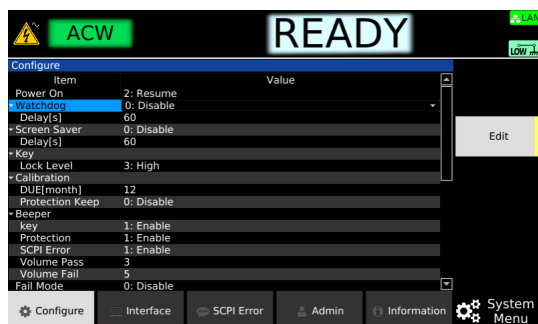 ACW
READY
LAN
LOW
Configure
Item Value
Power On 2: Resume
Watchdog 0: Disable
Delay[s] 60
Screen Saver 0: Disable
Delay[s] 60
Key
Lock Level 3: High
Calibration
DUE[month] 12
Protection Keep 0: Disable
Beeper
key 1: Enable
Protection 1: Enable
SCPI Error 1: Enable
Volume Pass 3
Volume Fail 5
Fail Mode 0: Disable
Edit
Configure Interface SCPI Error Admin Information
System
Menu